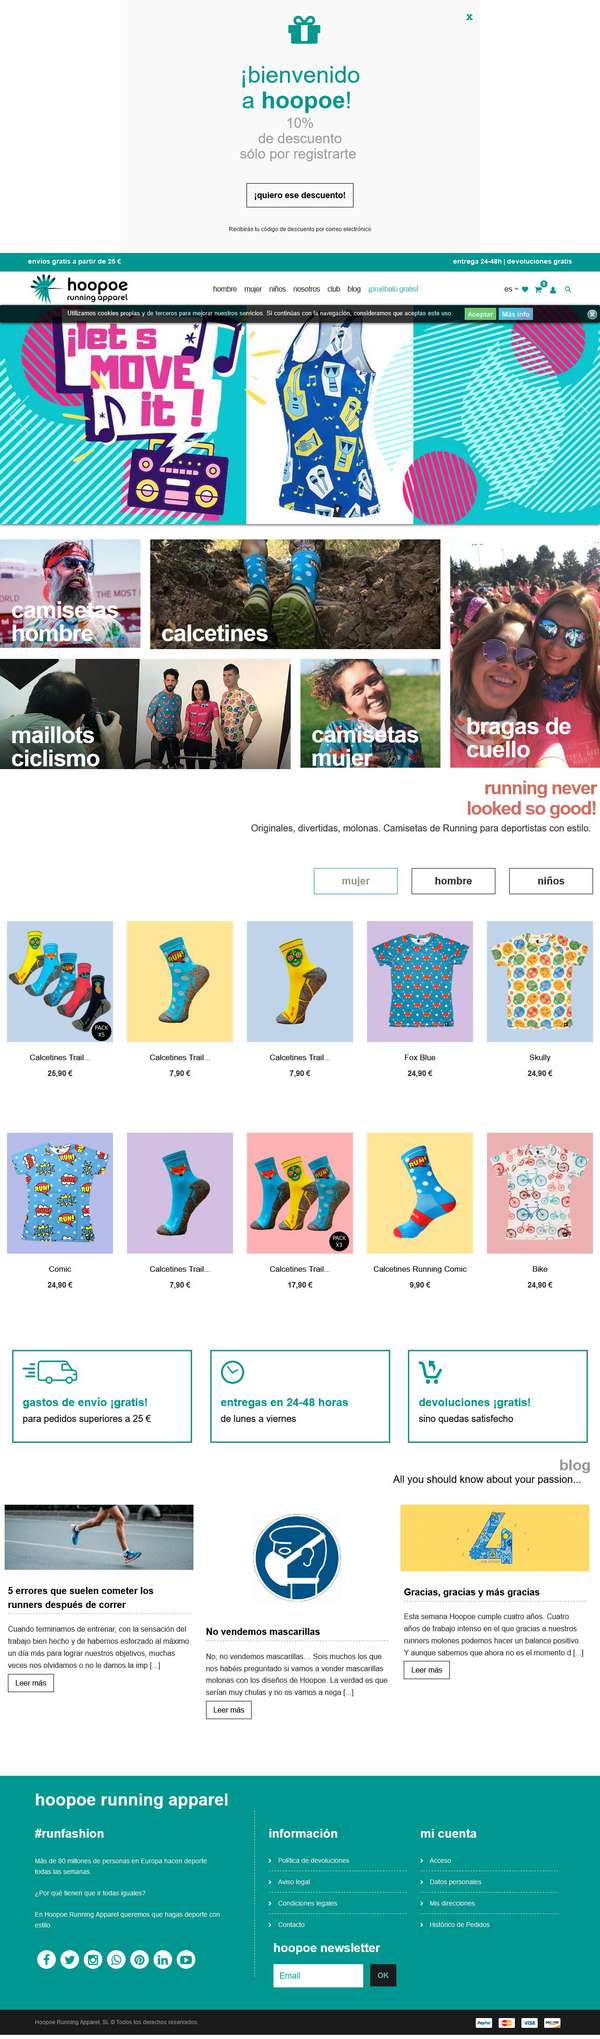 x
¡bienvenido
a hoopoe!
10%
de descuento
sólo por registrarte
¡quiero ese descuento!
Recibirás tu código de descuento por correo electrónico
envíos gratis a partir de 25 €
entrega 24-48h | devoluciones gratis
hoopoe
running apparel
hombre mujer niños nosotros club blog ¡pruébalo gratis!
es
0
Utilizamos cookies propias y de terceros para mejorar nuestros servicios. Si continúas con la navegación, consideramos que aceptas este uso.
Aceptar
Más info
¡let's
MOVE
it !
camisetas
hombre
calcetines
maillots
ciclismo
camisetas
mujer
bragas de
cuello
running never
looked so good!
Originales, divertidas, molonas. Camisetas de Running para deportistas con estilo.
mujer
hombre
niños
PACK
X5
Calcetines Trail...
25,90 €
Calcetines Trail...
7,90 €
Calcetines Trail...
7,90 €
Fox Blue
24,90 €
Skully
24,90 €
Comic
24,90 €
Calcetines Trail...
7,90 €
PACK
X3
Calcetines Trail...
17,90 €
Calcetines Running Comic
9,90 €
Bike
24,90 €
gastos de envío ¡gratis!
para pedidos superiores a 25 €
entregas en 24-48 horas
de lunes a viernes
devoluciones ¡gratis!
sino quedas satisfecho
blog
All you should know about your passion...
5 errores que suelen cometer los
runners después de correr
Cuando terminamos de entrenar, con la sensación del
trabajo bien hecho y de habernos esforzado al máximo
un día más para lograr nuestros objetivos, muchas
veces nos olvidamos o no le damos la imp [...]
Leer más
No vendemos mascarillas
No, no vendemos mascarillas… Sois muchos los que
nos habéis preguntado si vamos a vender mascarillas
molonas con los diseños de Hoopoe. La verdad es que
serían muy chulas y no os vamos a nega [...]
Leer más
4
Gracias, gracias y más gracias
Esta semana Hoopoe cumple cuatro años. Cuatro
años de trabajo intenso en el que gracias a nuestros
runners molones podemos hacer un balance positivo.
Y aunque sabemos que ahora no es el momento d [...]
Leer más
hoopoe running apparel
#runfashion
Más de 80 millones de personas en Europa hacen deporte
todas las semanas.
¿Por qué tienen que ir todas iguales?
En Hoopoe Running Apparel queremos que hagas deporte con
estilo.
información
Política de devoluciones
Aviso legal
Condiciones legales
Contacto
mi cuenta
Acceso
Datos personales
Mis direcciones
Histórico de Pedidos
hoopoe newsletter
Email
OK
Hoopoe Running Apparel, SL © Todos los derechos reservados.
PayPal
VISA